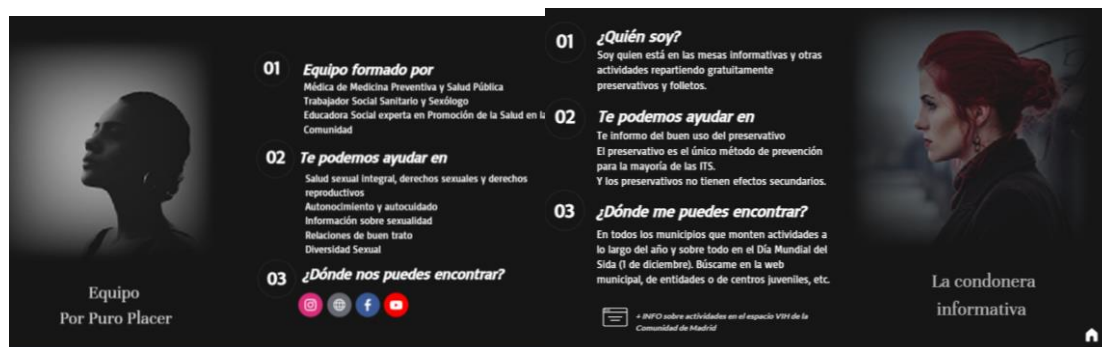 01
Equipo formado por
Médica de Medicina Preventiva y Salud Pública
Trabajador Social Sanitario y Sexólogo
Educadora Social experta en Promoción de la Salud en la
Comunidad
02
Te podemos ayudar en
Salud sexual integral, derechos sexuales y derechos
reproductivos
Autonocimiento y autocuidado
Información sobre sexualidad
Relaciones de buen trato
Diversidad Sexual
03
¿Dónde nos puedes encontrar?
Equipo
Por Puro Placer
01
¿Quién soy?
Soy quien está en las mesas informativas y otras
actividades repartiendo gratuitamente
preservativos y folletos.
02
Te podemos ayudar en
Te informo del buen uso del preservativo
El preservativo es el único método de prevención
para la mayoría de las ITS.
Y los preservativos no tienen efectos secundarios.
03
¿Dónde me puedes encontrar?
En todos los municipios que monten actividades a
lo largo del año y sobre todo en el Día Mundial del
Sida (1 de diciembre). Búscame en la web
municipal, de entidades o de centros juveniles, etc.
+ INFO sobre actividades en el espacio VIH de la
Comunidad de Madrid
La condonera
informativa